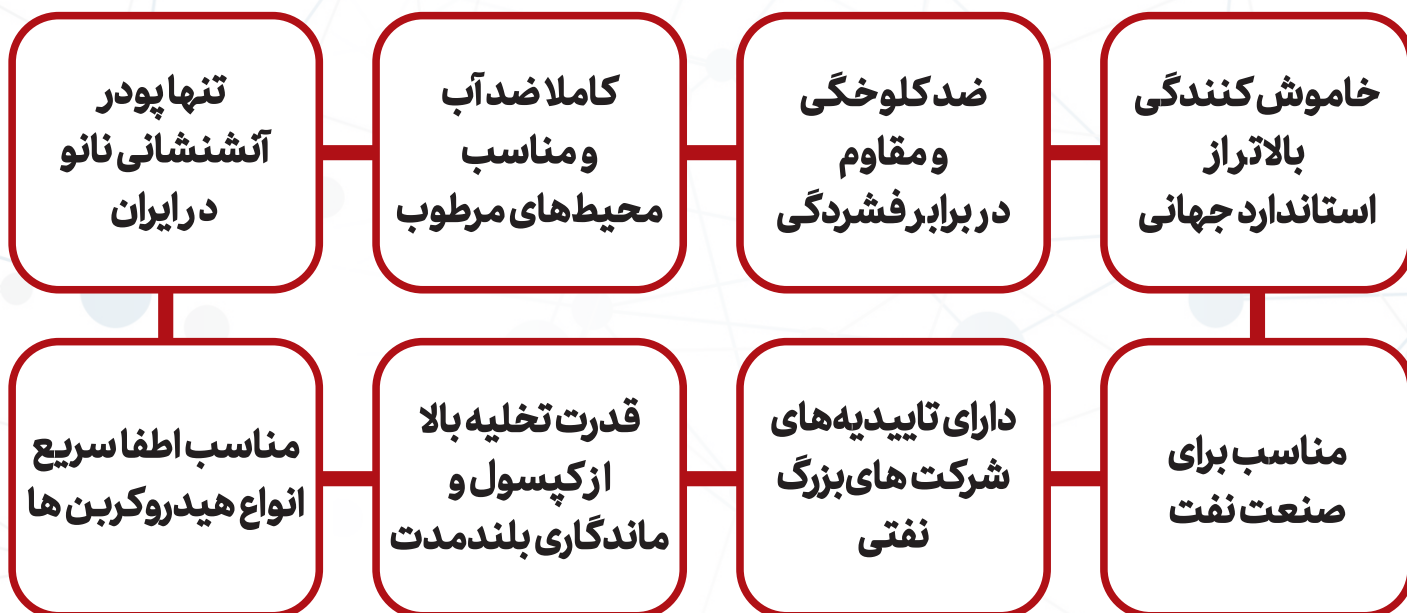 خاموش کنندگی
بالاتر از
استاندارد جهانی
ضد کلوخگی
و مقاوم
در برابر فشردگی
کاملا ضد آب
و مناسب
محیط‌های مرطوب
تنها پودر
آتشنشانی نانو
در ایران
مناسب برای
صنعت نفت
دارای تاییدیه‌های
شرکت های بزرگ
نفتی
قدرت تخلیه بالا
از کپسول و
ماندگاری بلندمدت
مناسب اطفا سریع
انواع هیدروکربن ها